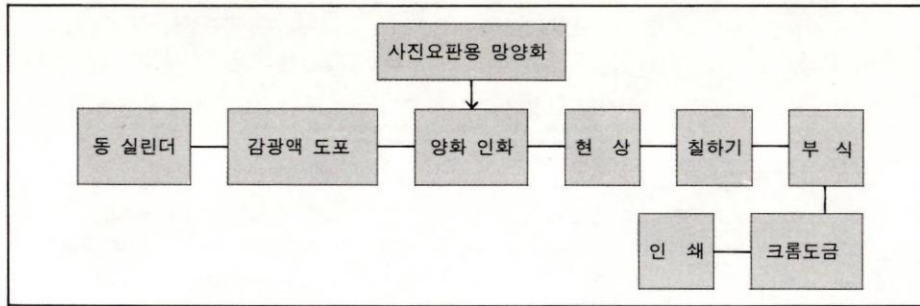 사진요판용 망양화
동 실린더 감광액 도포 양화 인화 현 상 칠하기 부 식
인 쇄 크롬도금